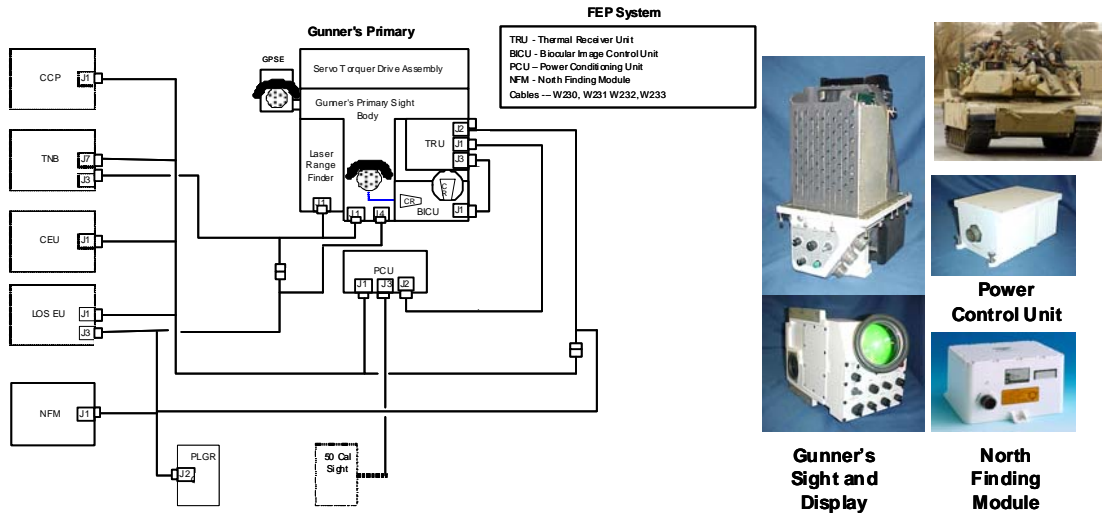 FEP System
TRU - Thermal Receiver Unit
BICU - Biocular Image Control Unit
PCU – Power Conditioning Unit
NFM - North Finding Module
Cables --- W230, W231 W232, W233
Gunner's Primary
GPSE
Servo Torquer Drive Assembly
Gunner's Primary Sight
Body
Laser
Range
Finder
J1
TRU
J2
J1
J3
CR
CR
BICU
J1
J1
J4
PCU
J1
J3
J2
CCP
J1
TNB
J7
J3
CEU
J1
LOS EU
J1
J3
NFM
J1
PLGR
J2
50 Cal
Sight
Power
Control Unit
Gunner's
Sight and
Display
North
Finding
Module